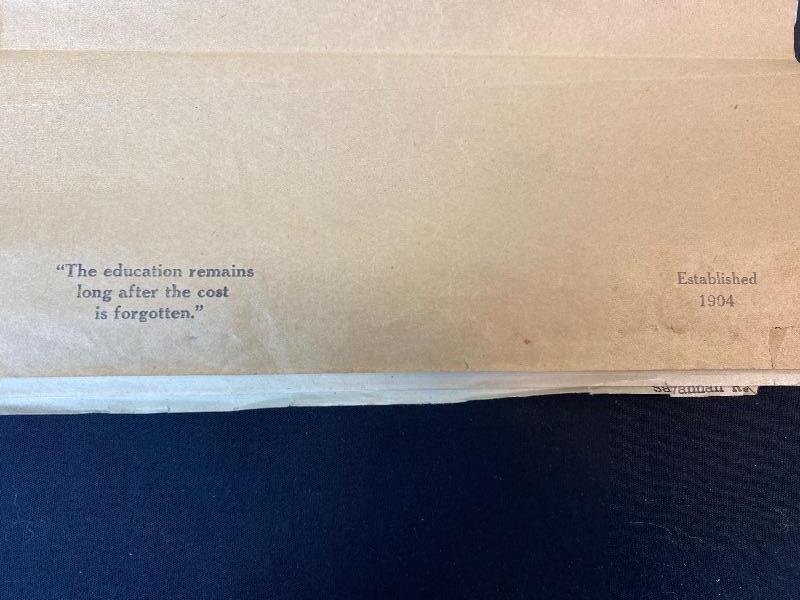 “The education remains
long after the cost
is forgotten.”
Established
1904